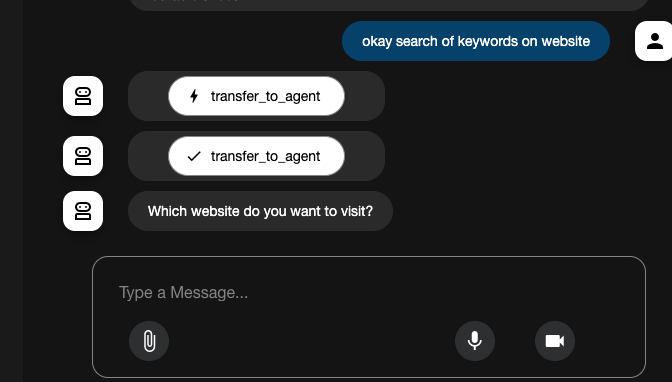 okay search of keywords on website
transfer_to_agent
transfer_to_agent
Which website do you want to visit?
Type a Message...